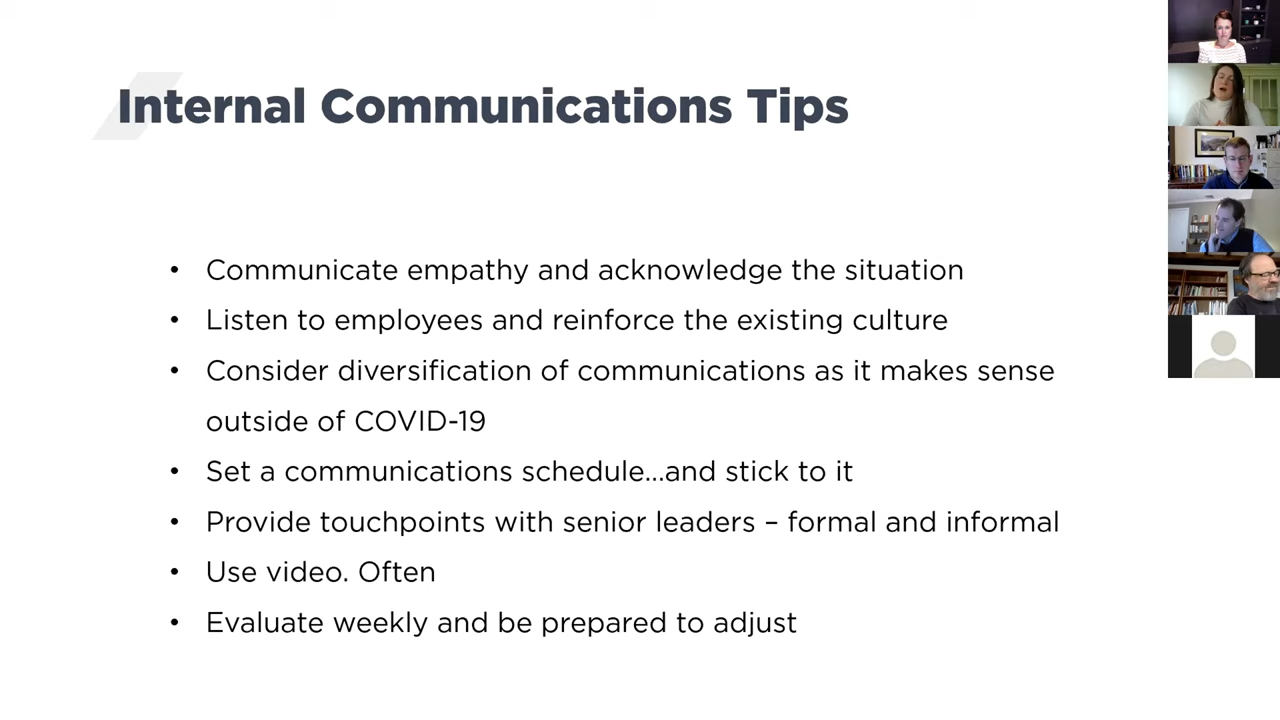 Internal Communications Tips
• Communicate empathy and acknowledge the situation
• Listen to employees and reinforce the existing culture
• Consider diversification of communications as it makes sense
outside of COVID-19
• Set a communications schedule...and stick to it
• Provide touchpoints with senior leaders – formal and informal
• Use video. Often
• Evaluate weekly and be prepared to adjust